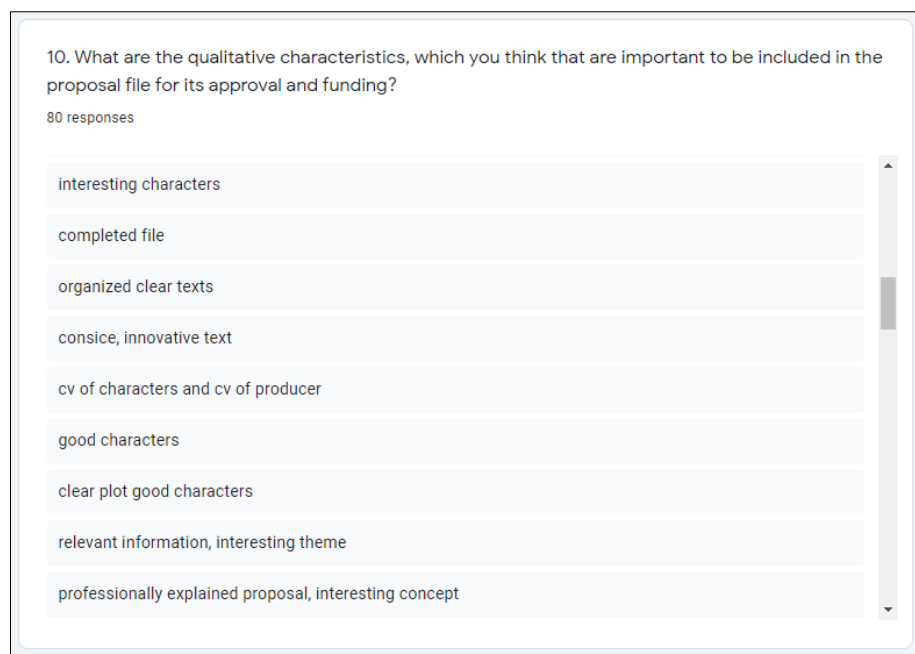 10. What are the qualitative characteristics, which you think that are important to be included in the
proposal file for its approval and funding?
80 responses
interesting characters
completed file
organized clear texts
consice, innovative text
cv of characters and cv of producer
good characters
clear plot good characters
relevant information, interesting theme
professionally explained proposal, interesting concept